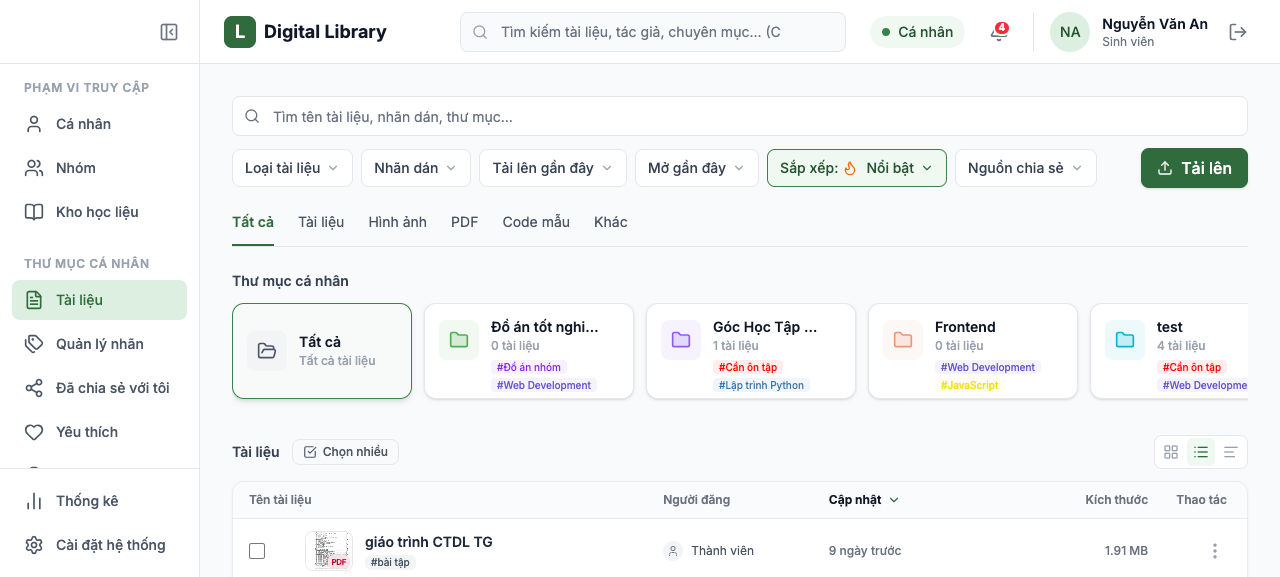 L Digital Library
Tìm kiếm tài liệu, tác giả, chuyên mục... (C
Cá nhân
4
NA
Nguyễn Văn An
Sinh viên
PHẠM VI TRUY CẬP
Cá nhân
Nhóm
Kho học liệu
THƯ MỤC CÁ NHÂN
Tài liệu
Quản lý nhãn
Đã chia sẻ với tôi
Yêu thích
Thống kê
Cài đặt hệ thống
Tìm tên tài liệu, nhãn dán, thư mục...
Loại tài liệu
Nhãn dán
Tải lên gần đây
Mở gần đây
Sắp xếp: Nổi bật
Nguồn chia sẻ
Tải lên
Tất cả
Tài liệu
Hình ảnh
PDF
Code mẫu
Khác
Thư mục cá nhân
Tất cả
Tất cả tài liệu
Đồ án tốt nghi...
0 tài liệu
#Đồ án nhóm
#Web Development
Góc Học Tập ...
1 tài liệu
#Cần ôn tập
#Lập trình Python
Frontend
0 tài liệu
#Web Development
#JavaScript
test
4 tài liệu
#Cần ôn tập
#Web Developme
Tài liệu
Chọn nhiều
Tên tài liệu
Người đăng
Cập nhật
Kích thước
Thao tác
PDF
giáo trình CTDL TG
#bài tập
Thành viên
9 ngày trước
1.91 MB